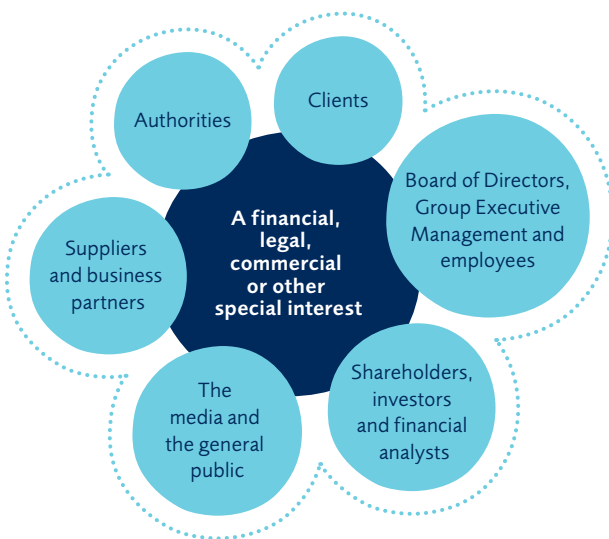 Clients
Authorities
Board of Directors,
Group Executive
Management and
employees
A financial,
legal,
commercial
or other
special interest
Suppliers
and business
partners
Shareholders,
investors
and financial
analysts
The
media and
the general
public